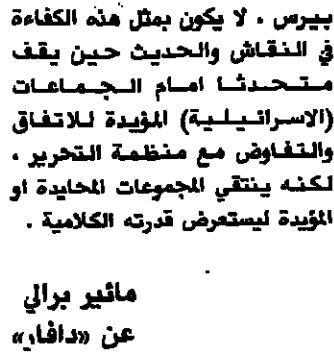 بيرس ، لا يكون بمثل هذه الكفاءة
في النقاش والحديث حين يقف
متحدثا امام الجماعات
(الاسرائيلية) المؤيدة للاتفاق
والتفاوض مع منظمة التحرير ،
لكنه ينتقي المجموعات المحايدة او
المؤيدة ليستعرض قدرته الكلامية .
مائير برالي
عن «دافار»